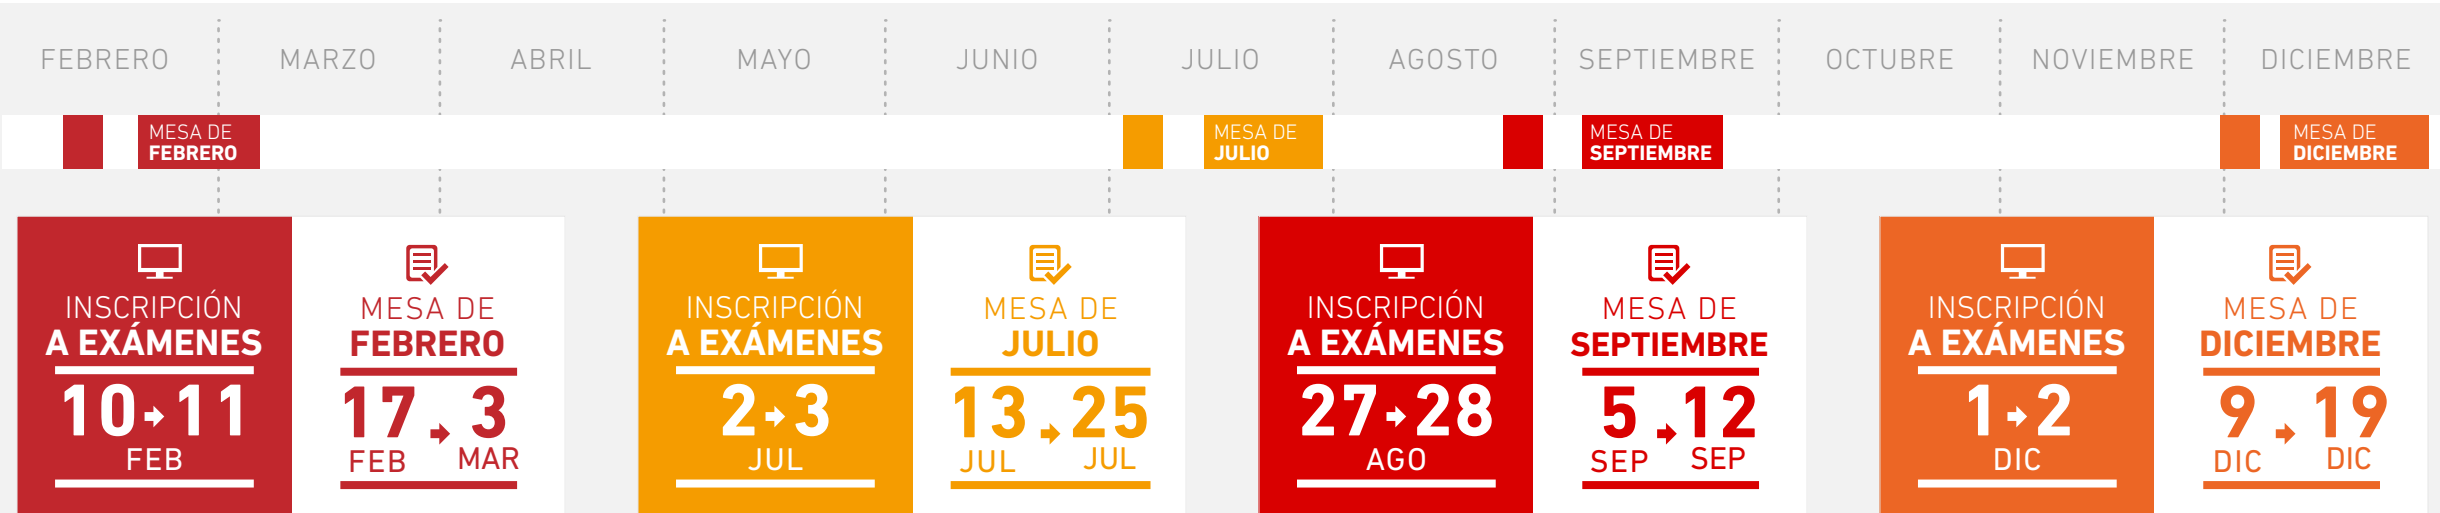 FEBRERO MARZO ABRIL MAYO JUNIO JULIO AGOSTO SEPTIEMBRE OCTUBRE NOVIEMBRE DICIEMBRE
MESA DE
FEBRERO
MESA DE
JULIO
MESA DE
SEPTIEMBRE
MESA DE
DICIEMBRE
INSCRIPCIÓN
A EXÁMENES
10 11
FEB
MESA DE
FEBRERO
17 3
FEB MAR
INSCRIPCIÓN
A EXÁMENES
2 3
JUL
MESA DE
JULIO
13 25
JUL JUL
INSCRIPCIÓN
A EXÁMENES
27 28
AGO
MESA DE
SEPTIEMBRE
5 12
SEP SEP
INSCRIPCIÓN
A EXÁMENES
1 2
DIC
MESA DE
DICIEMBRE
9 19
DIC DIC